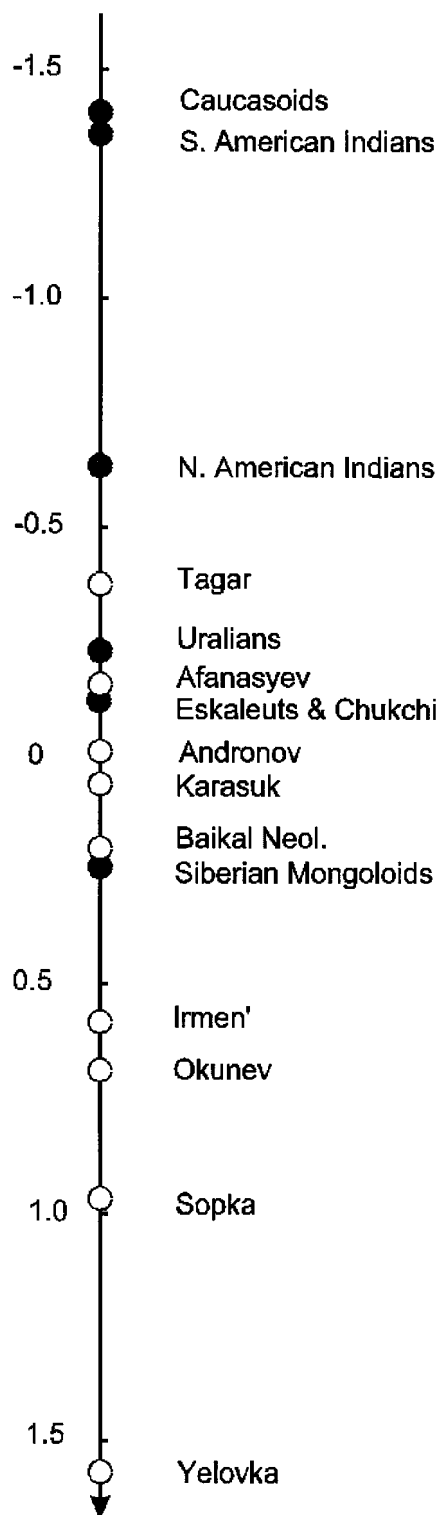 -1.5
Caucasoids
S. American Indians
-1.0
N. American Indians
-0.5
Tagar
Uralians
Afanasyev
Eskaleuts & Chukchi
0 Andronov
Karasuk
Baikal Neol.
Siberian Mongoloids
0.5
Irmen'
Okunev
1.0 Sopka
1.5
Yelovka